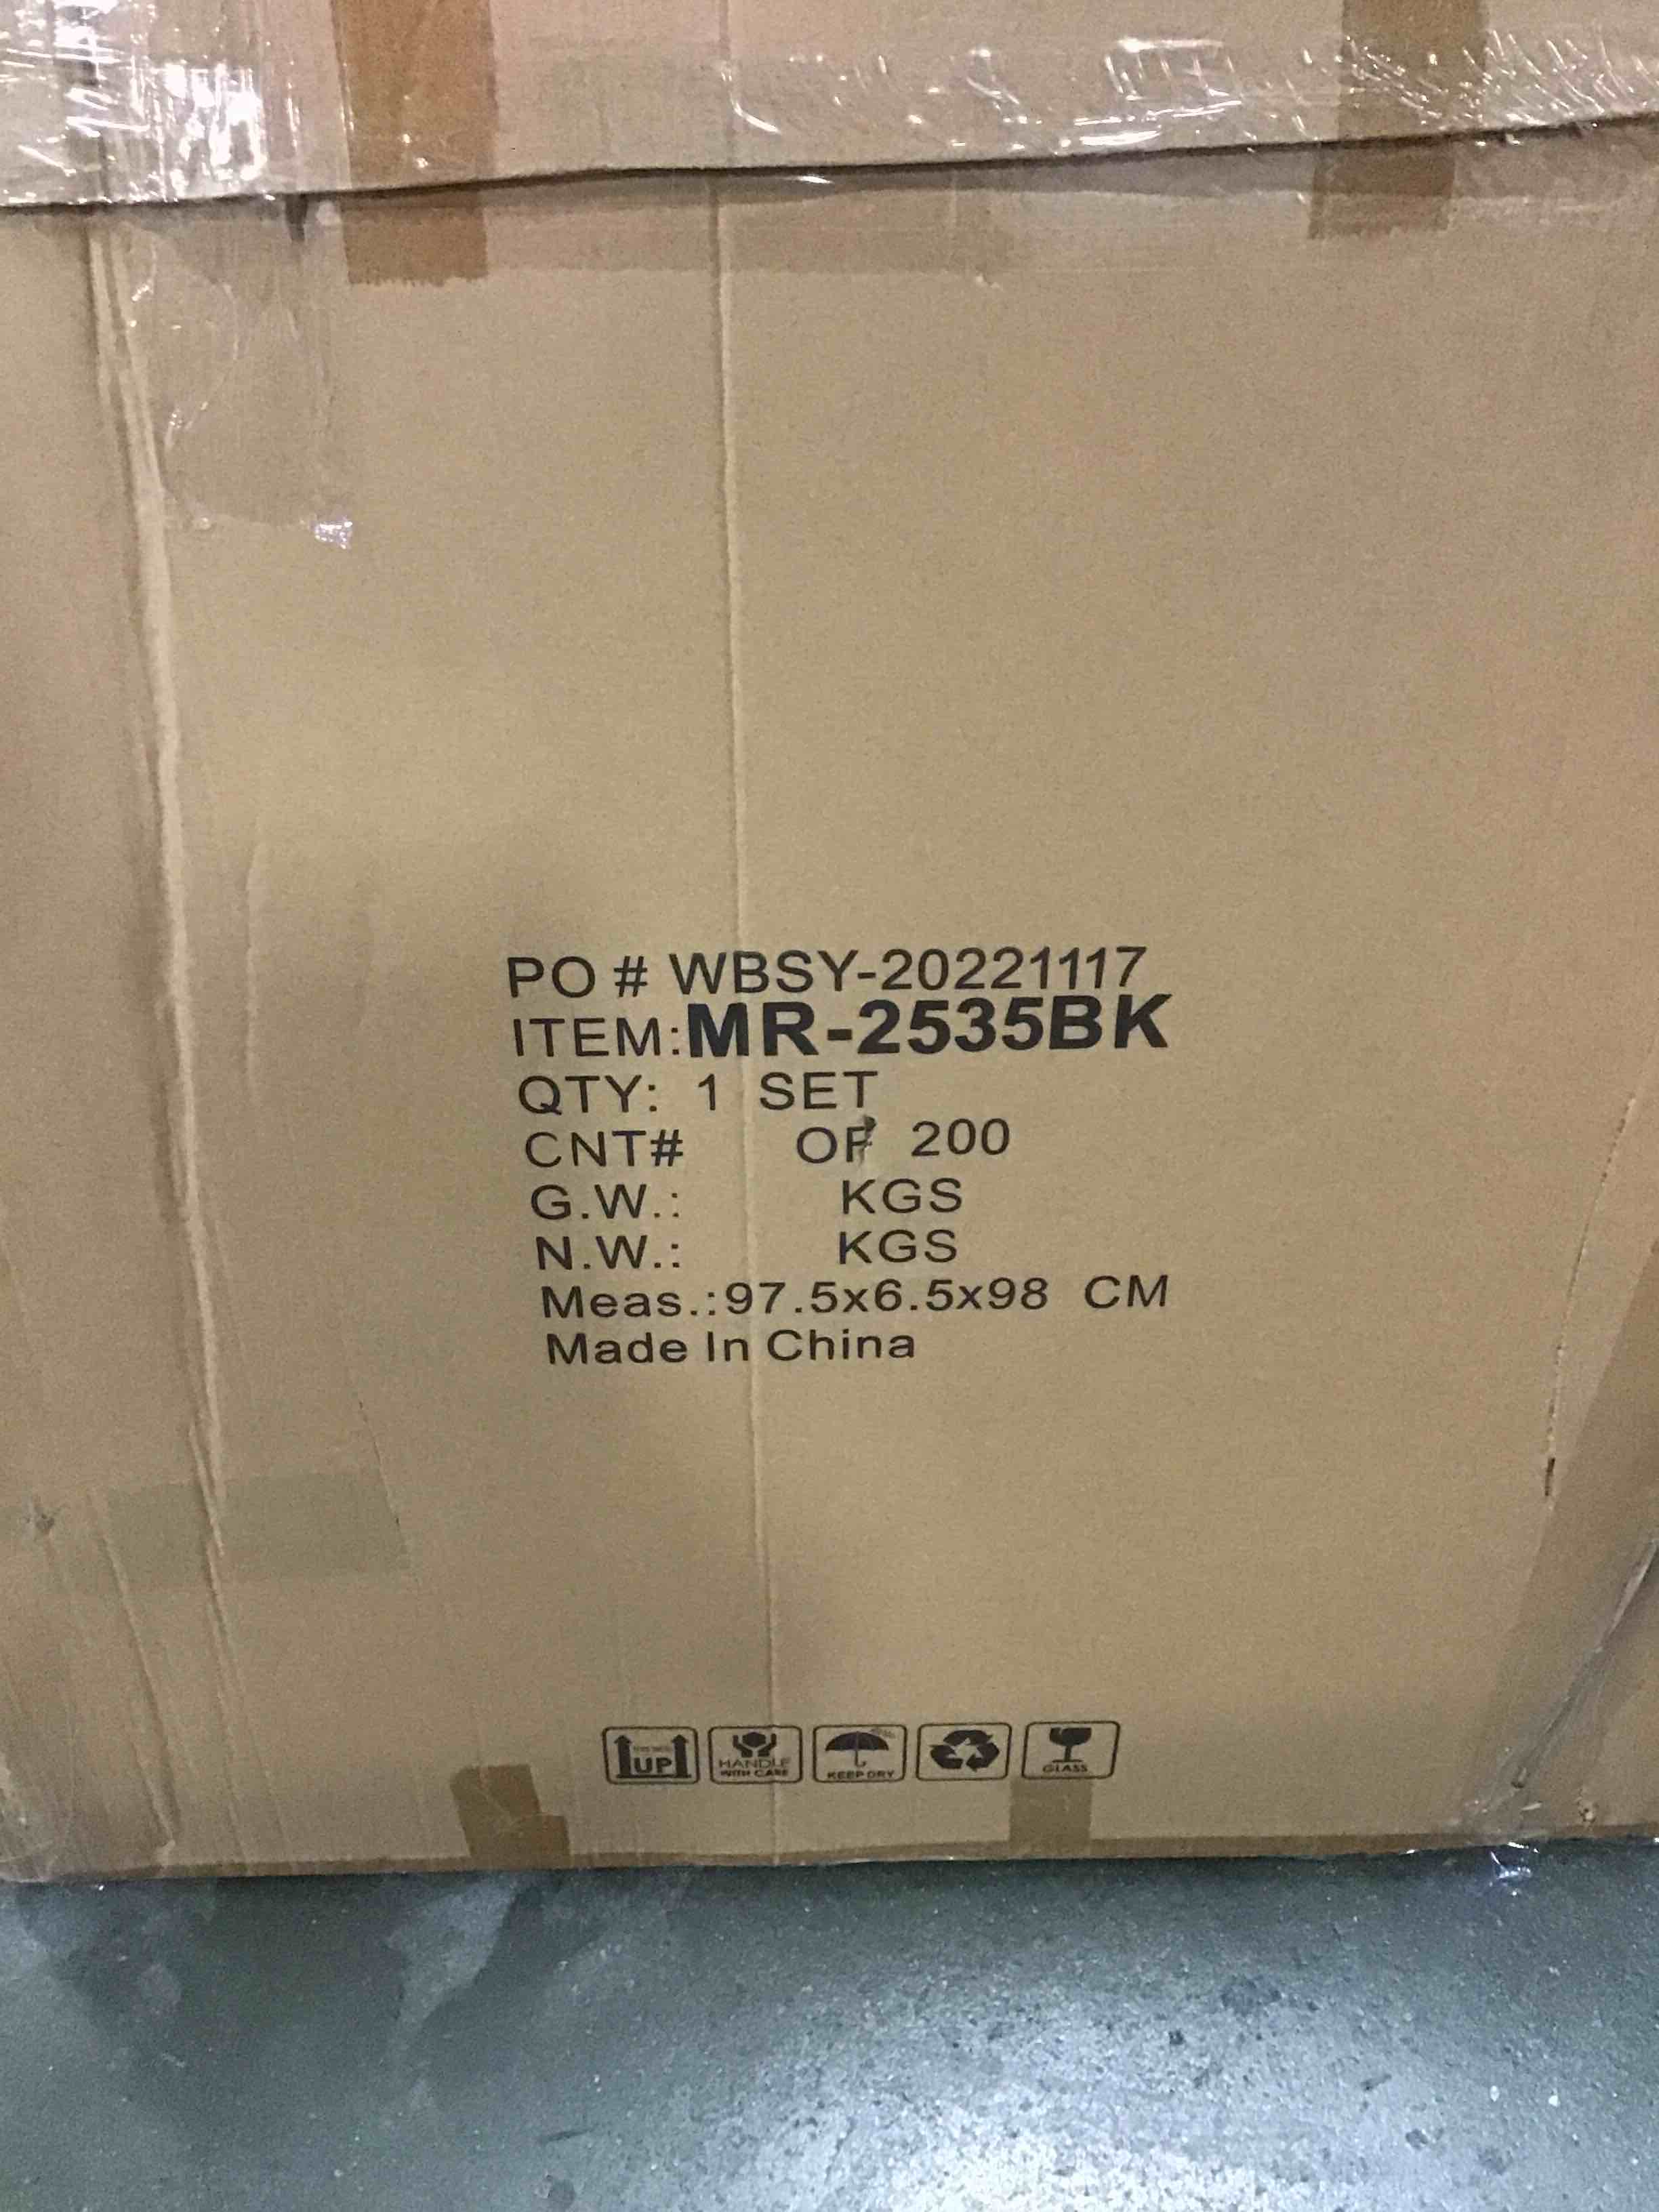 PO # WBSY-20221117
ITEM:MR-2535BK
QTY: 1 SET
CNT# OF 200
G.W.: KGS
N.W.: KGS
Meas.:97.5x6.5x98 CM
Made In China
UP
HANDLE
WITH CARE
KEEP DRY
GLASS